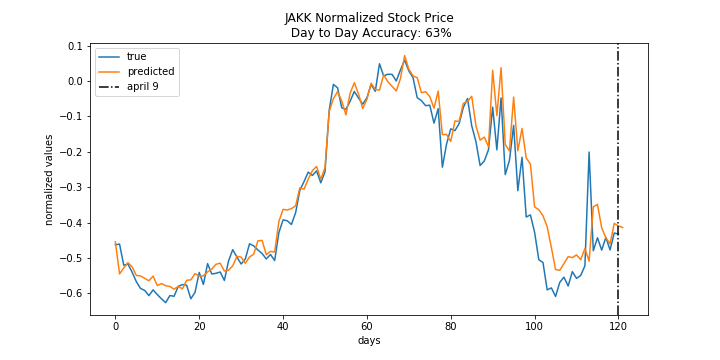 JAKK Normalized Stock Price
Day to Day Accuracy: 63%
true
predicted
april 9
normalized values
0.1
0.0
−0.1
−0.2
−0.3
−0.4
−0.5
−0.6
0
20
40
60
80
100
120
days